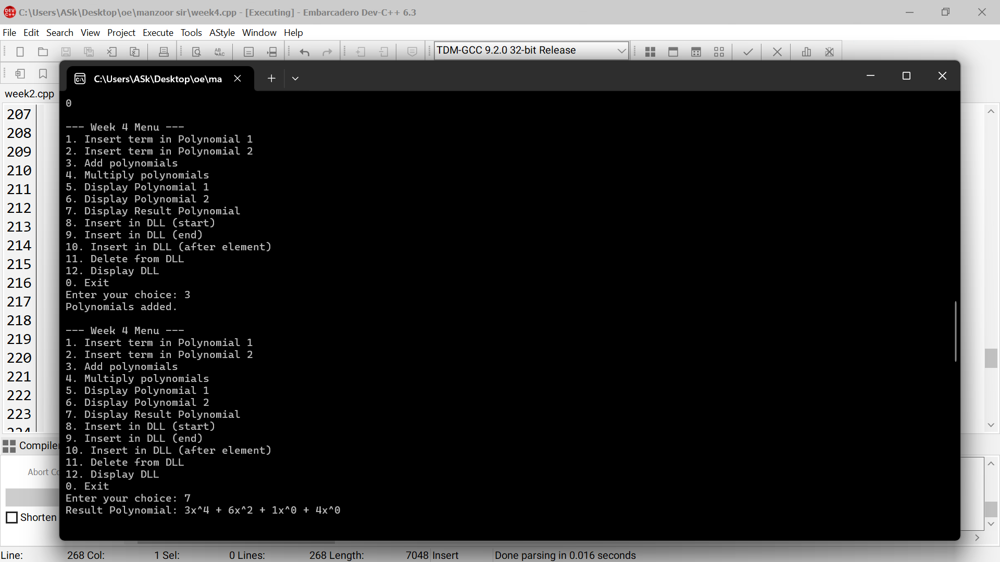 C:\Users\ASk\Desktop\oe\manzoor sir\week4.cpp - [Executing] - Embarcadero Dev-C++ 6.3
File Edit Search View Project Execute Tools AStyle Window Help
TDM-GCC 9.2.0 32-bit Release
C:\Users\ASk\Desktop\oe\ma
week2.cpp
207
208
209
210
211
212
213
214
215
216
217
218
219
220
221
222
223
224
0
--- Week 4 Menu ---
1. Insert term in Polynomial 1
2. Insert term in Polynomial 2
3. Add polynomials
4. Multiply polynomials
5. Display Polynomial 1
6. Display Polynomial 2
7. Display Result Polynomial
8. Insert in DLL (start)
9. Insert in DLL (end)
10. Insert in DLL (after element)
11. Delete from DLL
12. Display DLL
0. Exit
Enter your choice: 3
Polynomials added.
--- Week 4 Menu ---
1. Insert term in Polynomial 1
2. Insert term in Polynomial 2
3. Add polynomials
4. Multiply polynomials
5. Display Polynomial 1
6. Display Polynomial 2
7. Display Result Polynomial
8. Insert in DLL (start)
9. Insert in DLL (end)
10. Insert in DLL (after element)
11. Delete from DLL
12. Display DLL
0. Exit
Enter your choice: 7
Result Polynomial: 3x^4 + 6x^2 + 1x^0 + 4x^0
Compiler
Abort Co
Shorten
Line: 268 Col: 1 Sel: 0 Lines: 268 Length: 7048 Insert Done parsing in 0.016 seconds